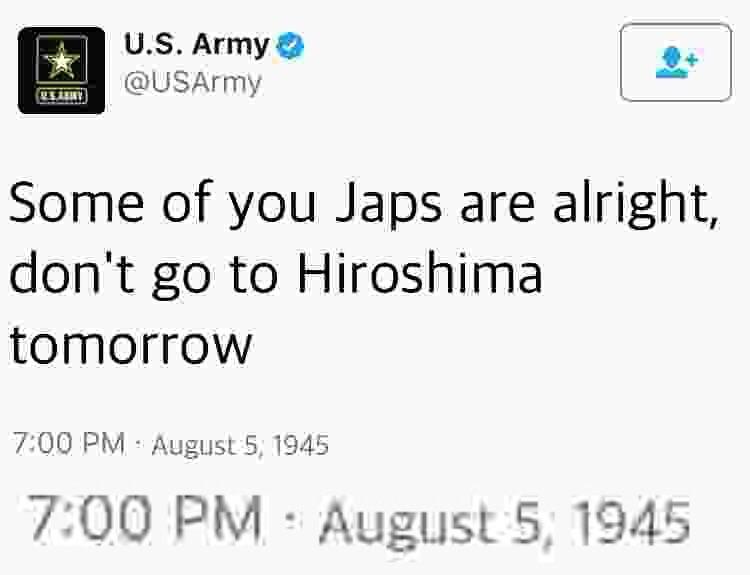 U.S. Army
@USArmy
U.S.ARMY
Some of you Japs are alright,
don't go to Hiroshima
tomorrow
7:00 PM · August 5, 1945
7:00 PM · August 5, 1945